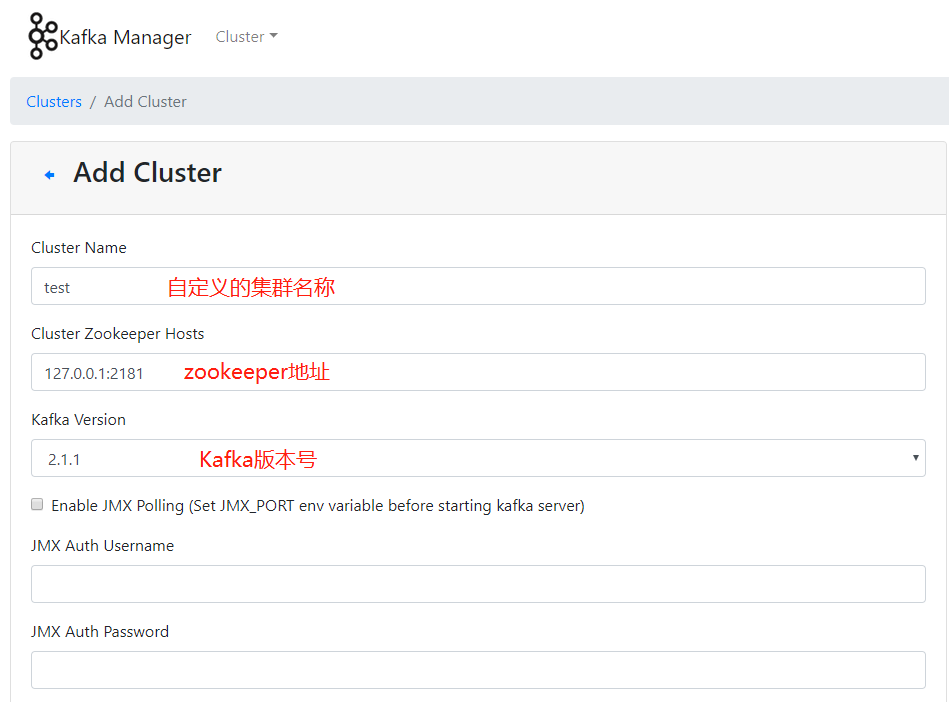 Kafka Manager Cluster
Clusters / Add Cluster
Add Cluster
Cluster Name
test 自定义的集群名称
Cluster Zookeeper Hosts
127.0.0.1:2181 zookeeper地址
Kafka Version
2.1.1 Kafka版本号
Enable JMX Polling (Set JMX_PORT env variable before starting kafka server)
JMX Auth Username
JMX Auth Password